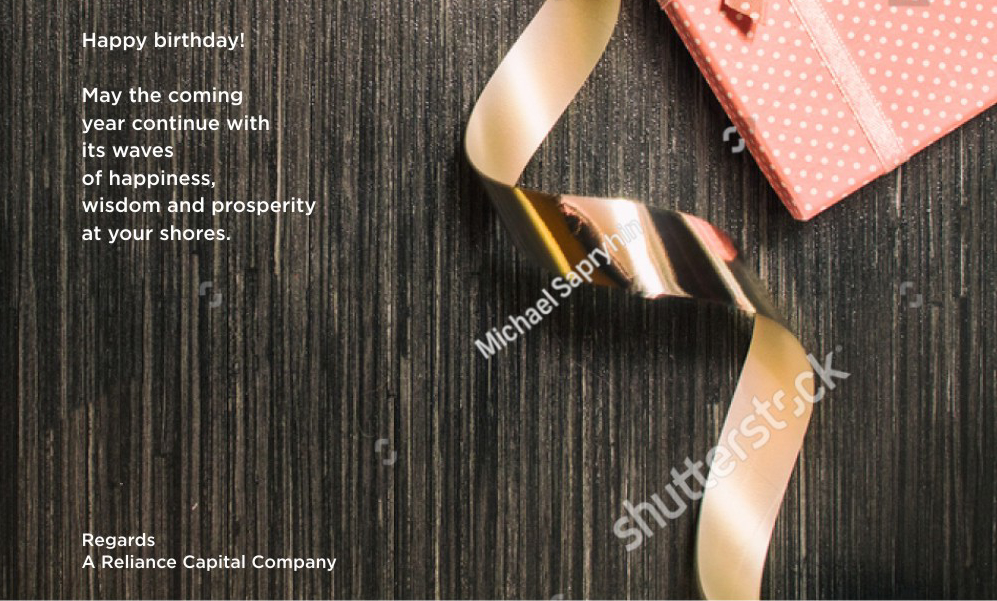 Happy birthday!
May the coming
year continue with
its waves
of happiness,
wisdom and prosperity
at your shores.
Michael Sapryhin
shutterstock
Regards
A Reliance Capital Company